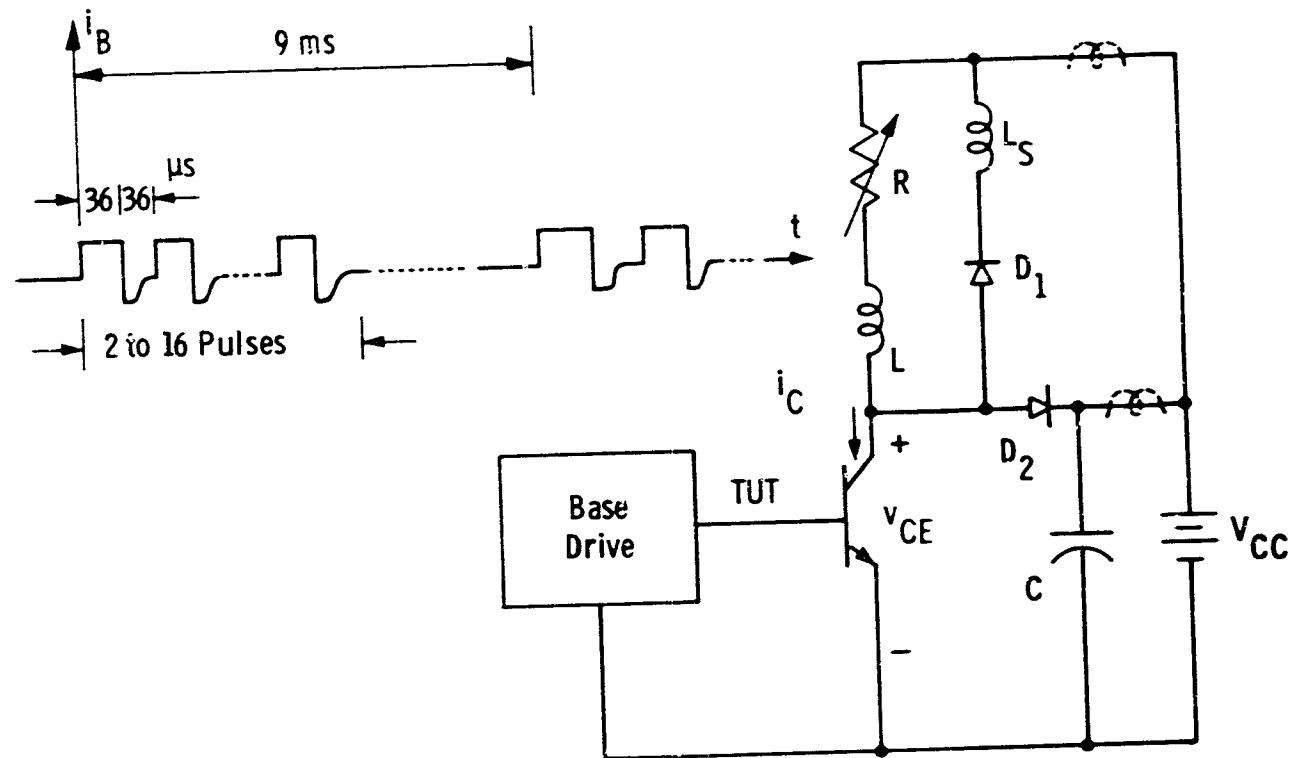 i_B
9 ms
μs
36|36
t
2 to 16 Pulses
R
L_S
D_1
L
i_C
+
D_2
Base
Drive
TUT
v_CE
C
V_CC
−